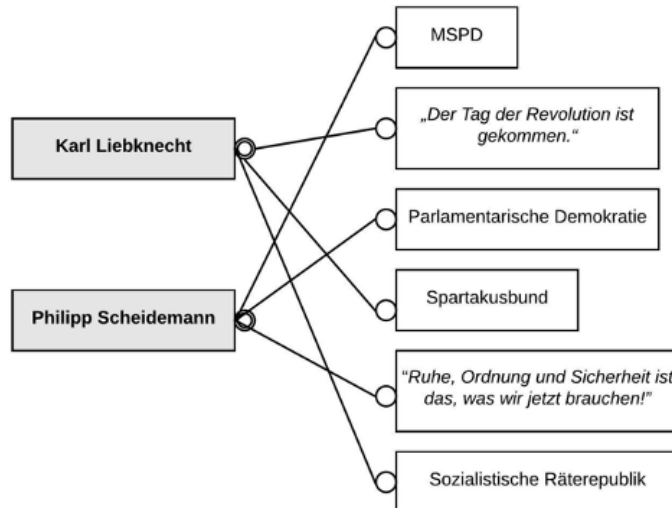 MSPD
Karl Liebknecht
„Der Tag der Revolution ist
gekommen.“
Parlamentarische Demokratie
Philipp Scheidemann
Spartakusbund
“Ruhe, Ordnung und Sicherheit ist
das, was wir jetzt brauchen!”
Sozialistische Räterepublik